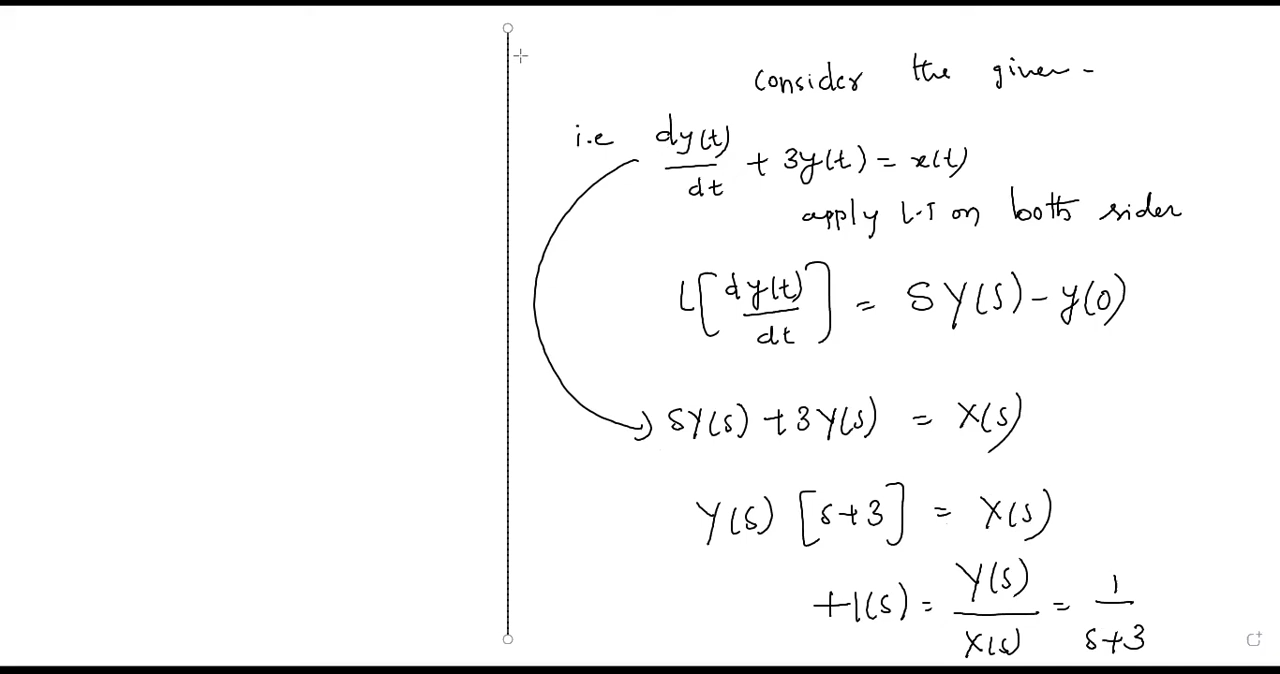 consider the given -
i.e dy(t)/dt + 3y(t) = x(t)
apply L.T on both sides
L[dy(t)/dt] = SY(S) - y(0)
SY(s) + 3Y(s) = X(s)
Y(s) [s+3] = X(s)
H(s) = Y(s)/X(s) = 1/s+3